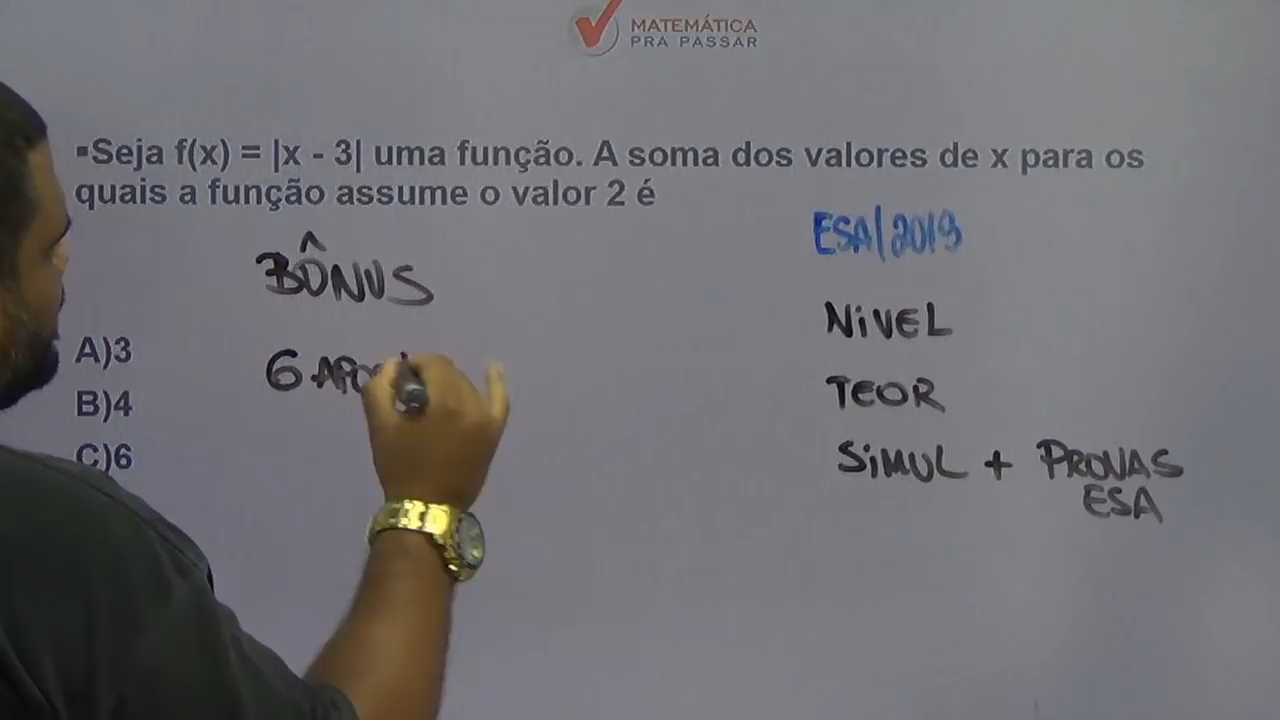 MATEMÁTICA
PRA PASSAR
▪Seja f(x) = |x - 3| uma função. A soma dos valores de x para os
quais a função assume o valor 2 é
ESA|2019
BÔNUS
NiVEL
A)3
6
TEOR
B)4
C)6
SiMUL + PROVAS
ESA